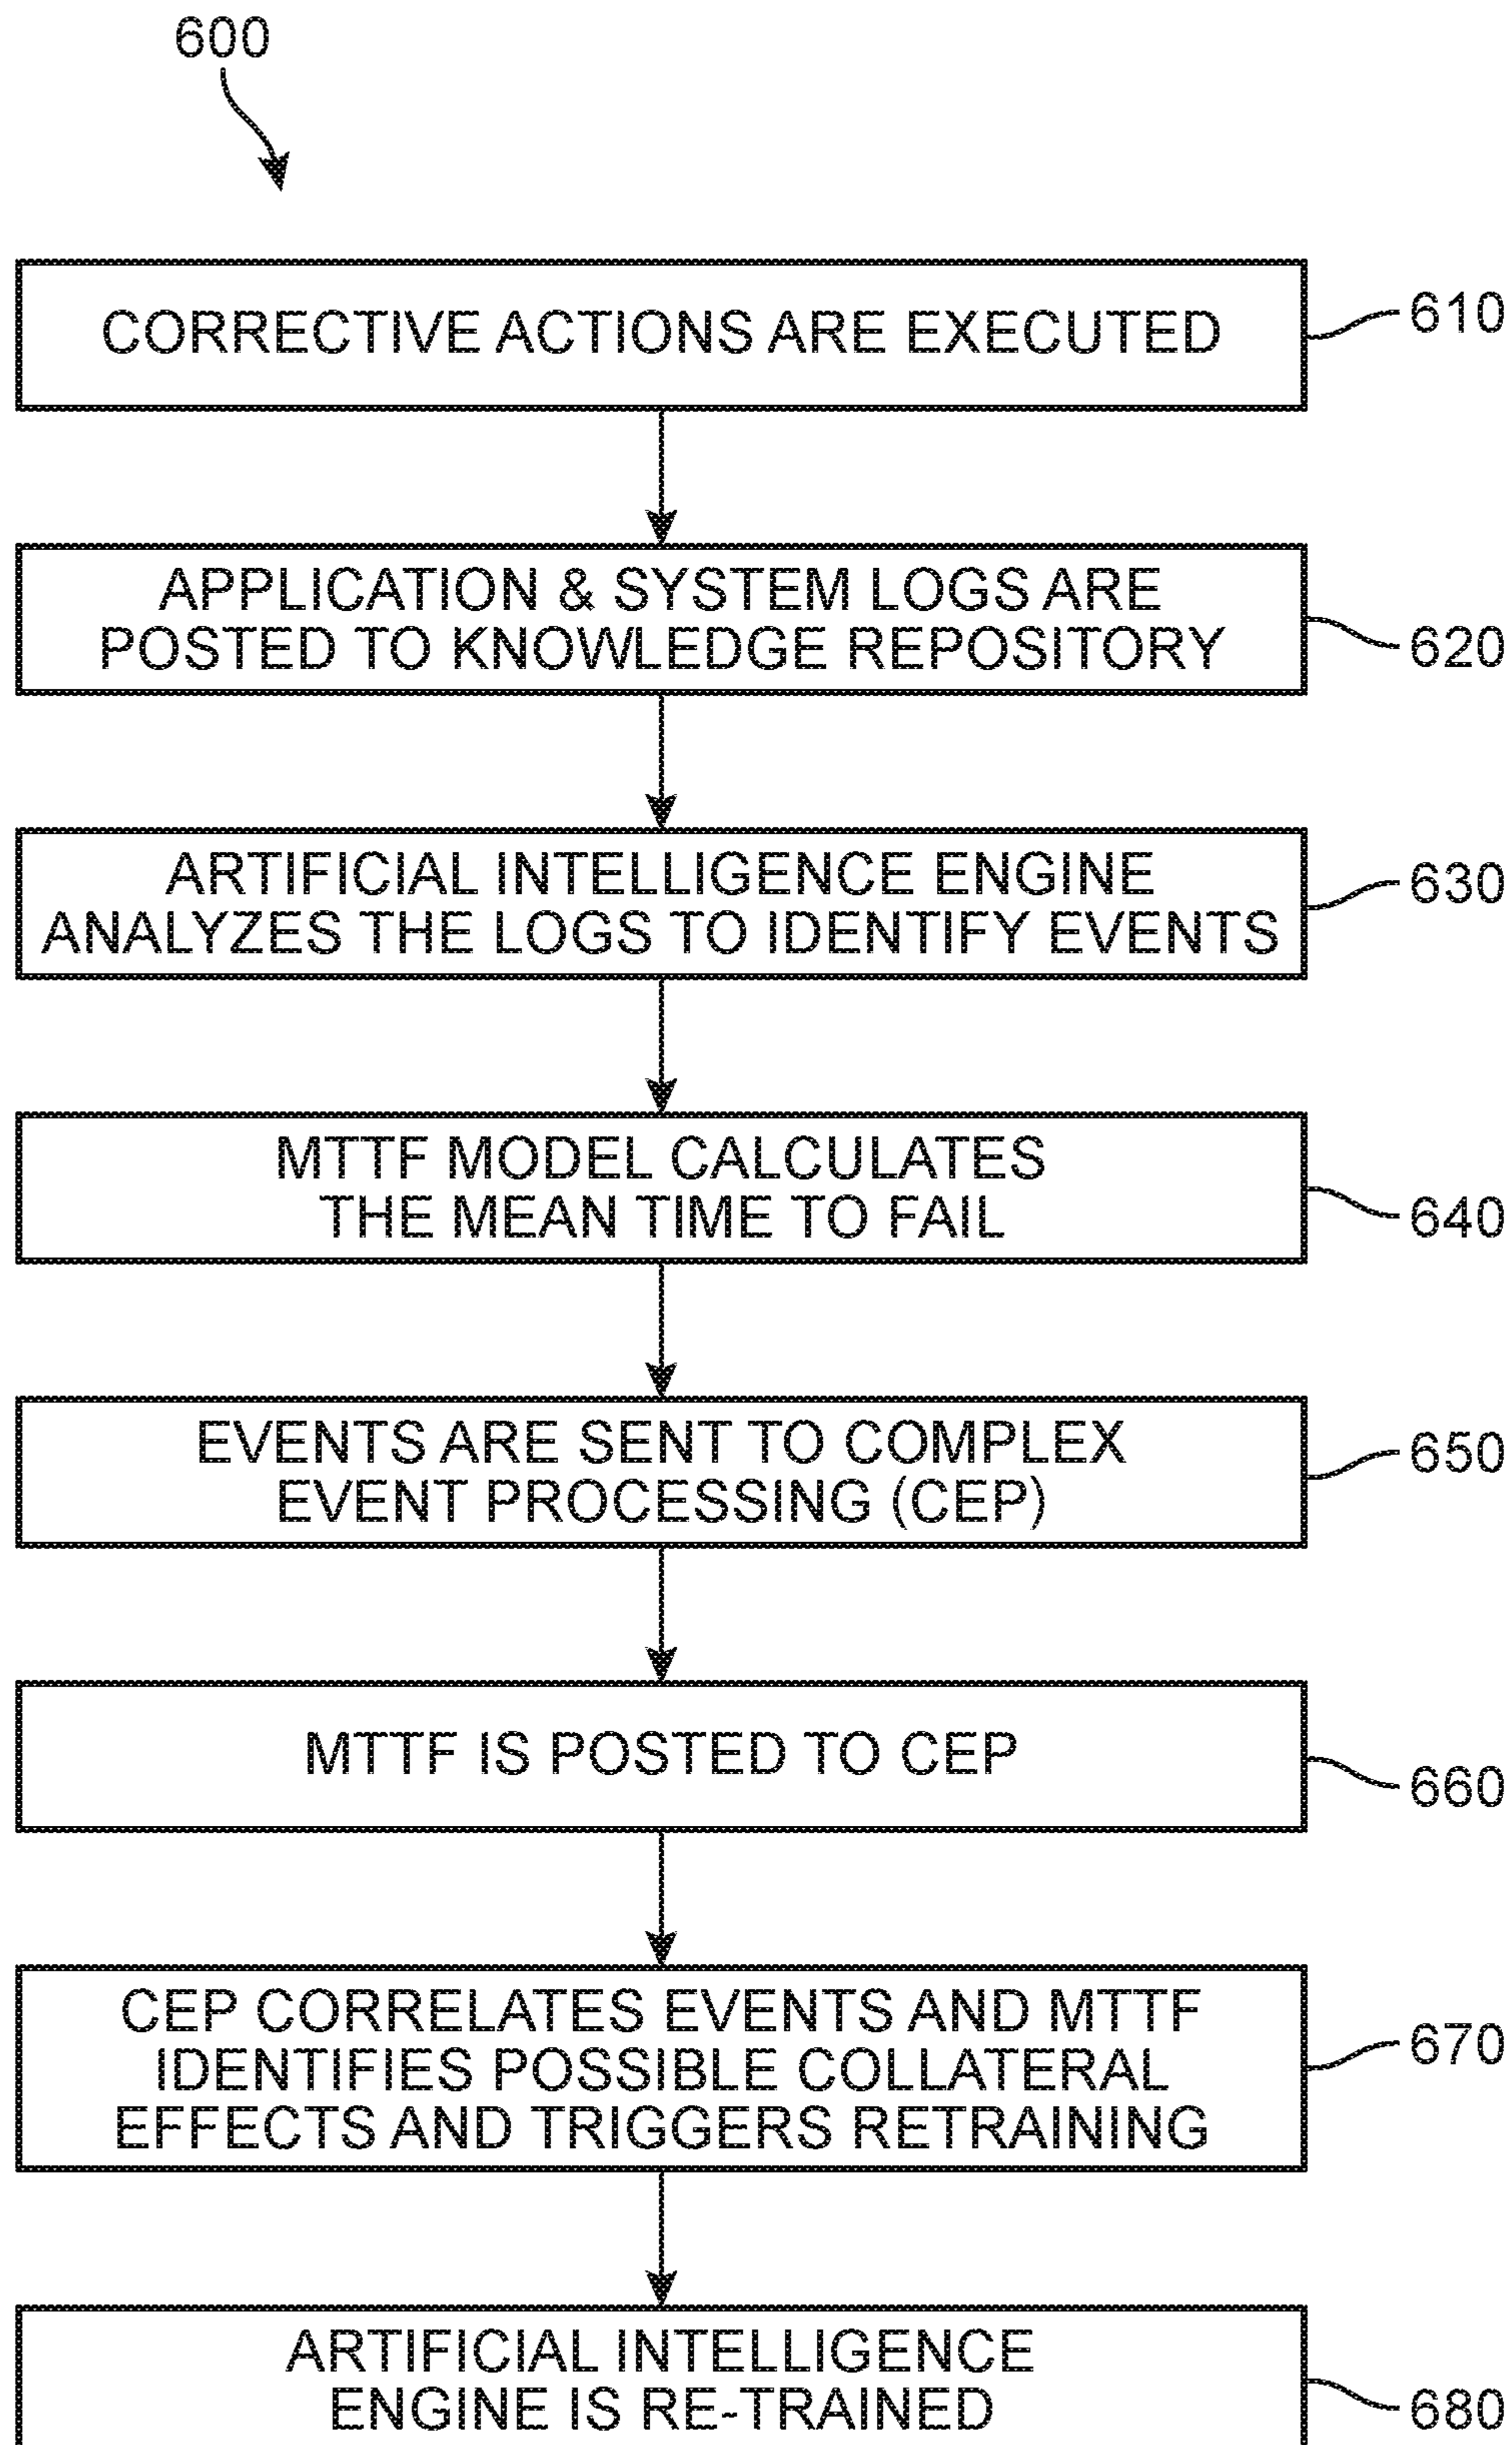 600
CORRECTIVE ACTIONS ARE EXECUTED
610
APPLICATION & SYSTEM LOGS ARE
POSTED TO KNOWLEDGE REPOSITORY
620
ARTIFICIAL INTELLIGENCE ENGINE
ANALYZES THE LOGS TO IDENTIFY EVENTS
630
MTTF MODEL CALCULATES
THE MEAN TIME TO FAIL
640
EVENTS ARE SENT TO COMPLEX
EVENT PROCESSING (CEP)
650
MTTF IS POSTED TO CEP
660
CEP CORRELATES EVENTS AND MTTF
IDENTIFIES POSSIBLE COLLATERAL
EFFECTS AND TRIGGERS RETRAINING
670
ARTIFICIAL INTELLIGENCE
ENGINE IS RE-TRAINED
680